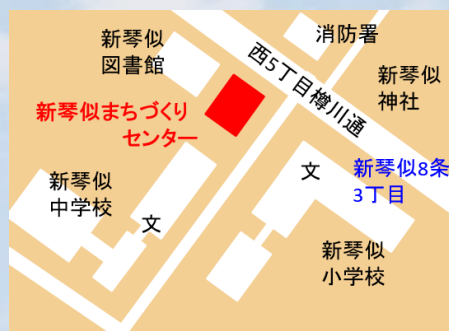 消防署
新琴似
図書館
西5丁目樽川通
新琴似
神社
新琴似まちづくり
センター
文
新琴似8条
3丁目
新琴似
中学校
文
新琴似
小学校